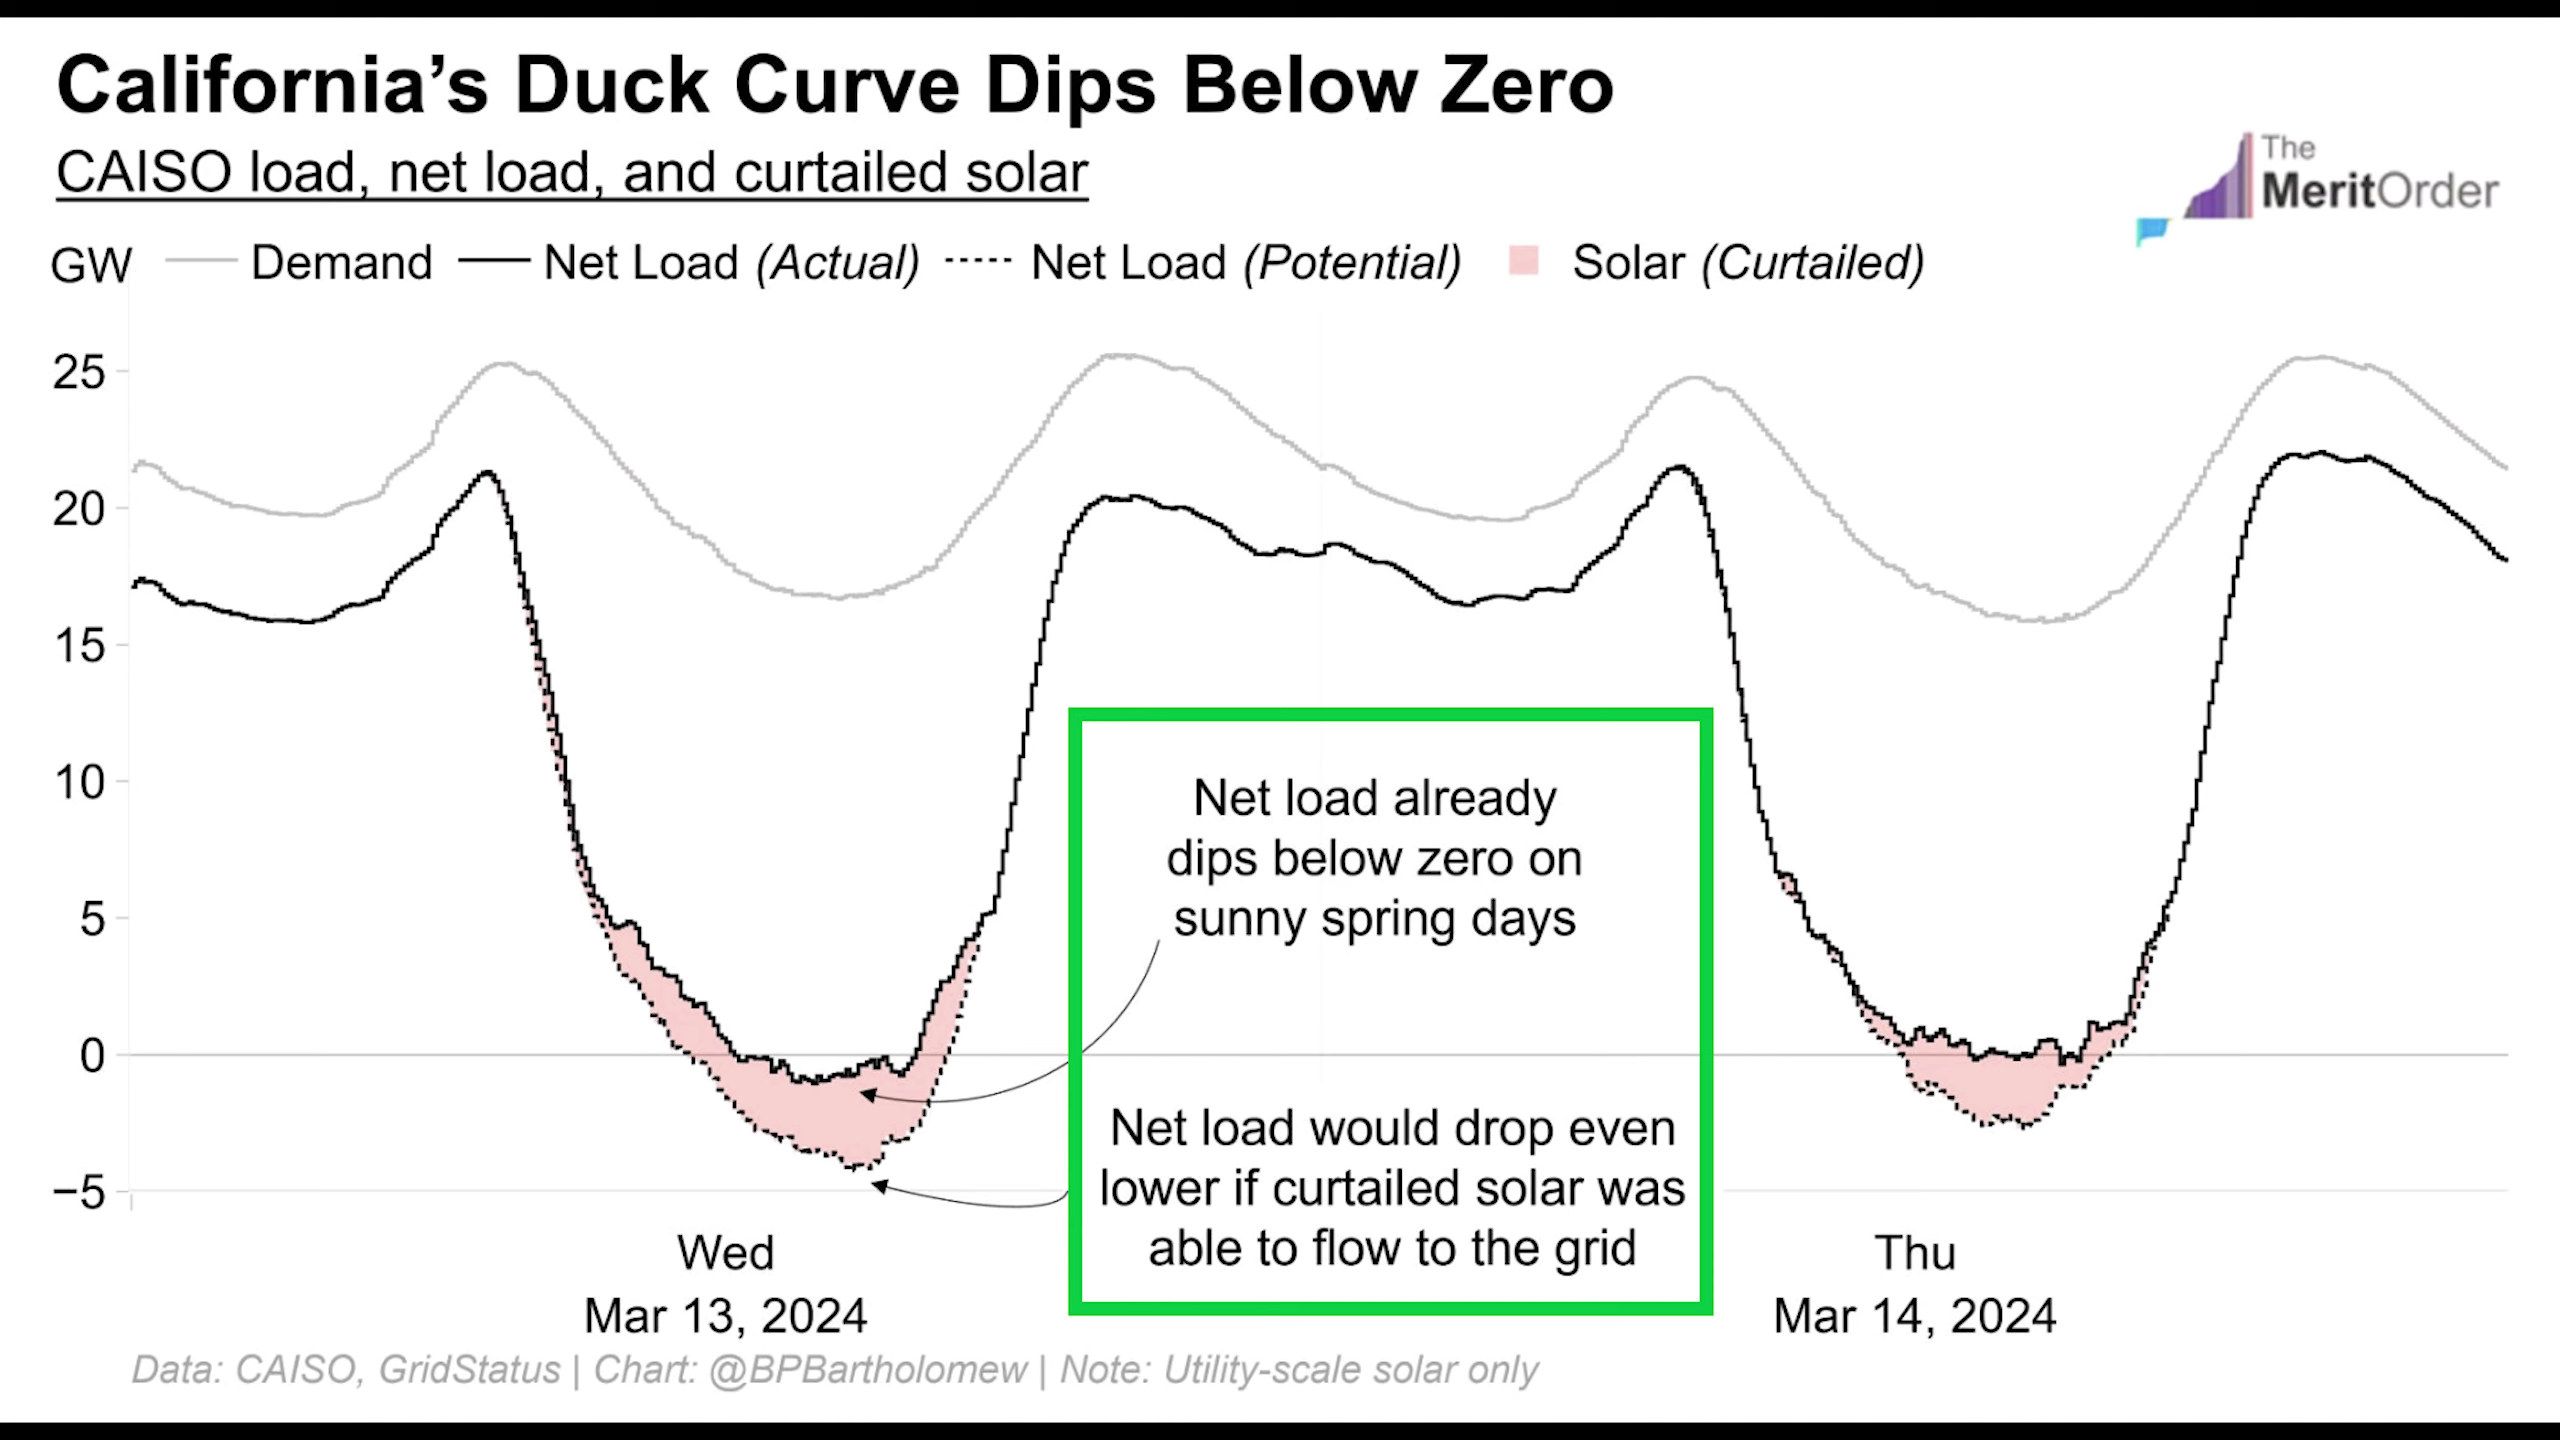 California’s Duck Curve Dips Below Zero
CAISO load, net load, and curtailed solar
The
MeritOrder
GW Demand Net Load (Actual) Net Load (Potential) Solar (Curtailed)
25
20
15
10
5
0
−5
Net load already
dips below zero on
sunny spring days
Net load would drop even
lower if curtailed solar was
able to flow to the grid
Wed
Mar 13, 2024
Thu
Mar 14, 2024
Data: CAISO, GridStatus | Chart: @BPBartholomew | Note: Utility-scale solar only